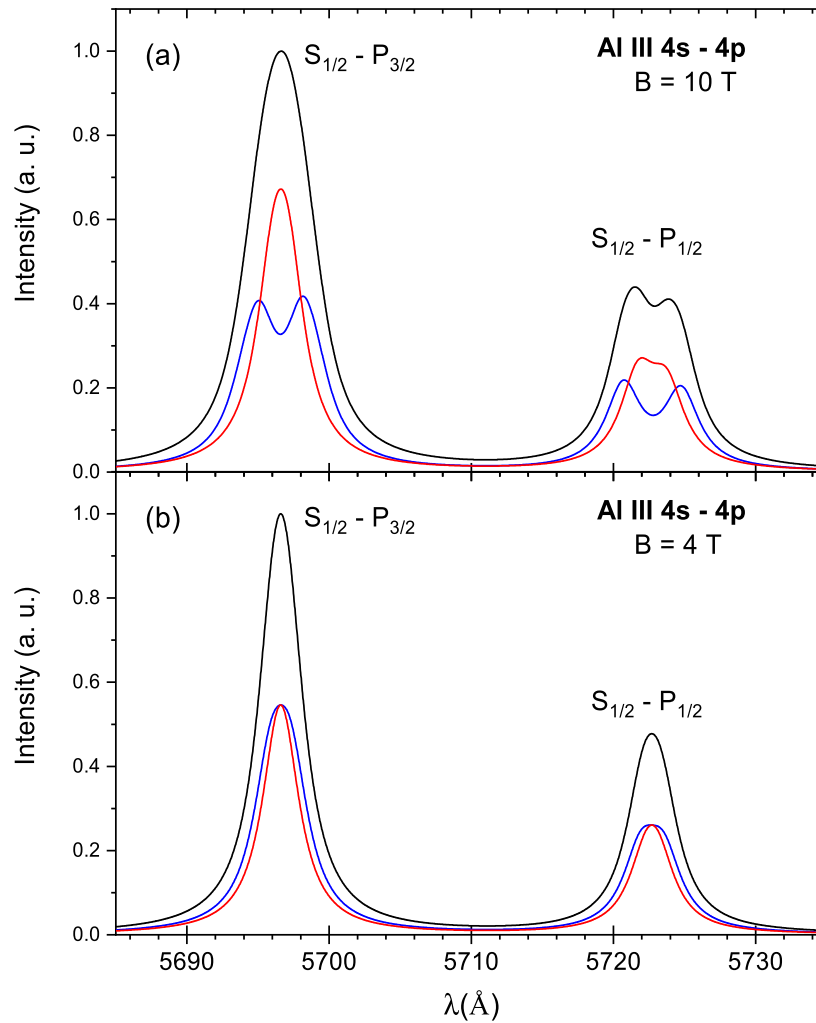 (a)
S1/2 - P3/2
Al III 4s - 4p
B = 10 T
S1/2 - P1/2
Intensity (a. u.)
1.0
0.8
0.6
0.4
0.2
0.0
(b)
S1/2 - P3/2
Al III 4s - 4p
B = 4 T
S1/2 - P1/2
Intensity (a. u.)
1.0
0.8
0.6
0.4
0.2
0.0
5690 5700 5710 5720 5730
λ(Å)